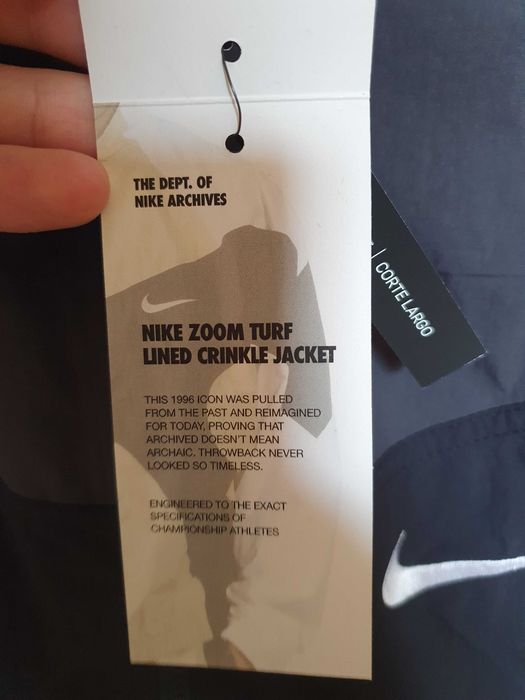 THE DEPT. OF
NIKE ARCHIVES
NIKE ZOOM TURF
LINED CRINKLE JACKET
THIS 1996 ICON WAS PULLED
FROM THE PAST AND REIMAGINED
FOR TODAY, PROVING THAT
ARCHIVED DOESN'T MEAN
ARCHAIC. THROWBACK NEVER
LOOKED SO TIMELESS.
ENGINEERED TO THE EXACT
SPECIFICATIONS OF
CHAMPIONSHIP ATHLETES
| CORTE LARGO